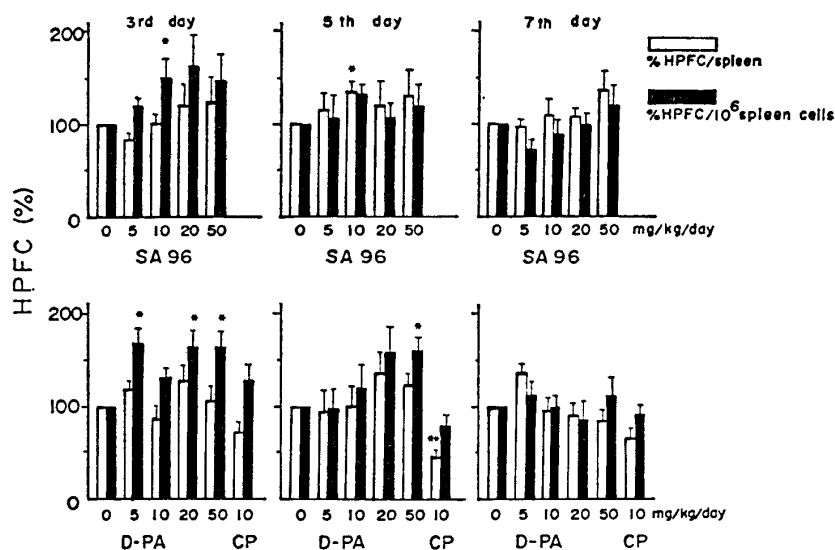 3rd day
5th day
7th day
% HPFC/spleen
%HPFC/10⁶ spleen cells
HPFC (%)
200
100
0
*
*
0 5 10 20 50
0 5 10 20 50
0 5 10 20 50 mg/kg/day
SA 96
SA 96
SA 96
200
100
0
*
*
*
*
**
0 5 10 20 50 10
0 5 10 20 50 10
0 5 10 20 50 10 mg/kg/day
D-PA CP
D-PA CP
D-PA CP